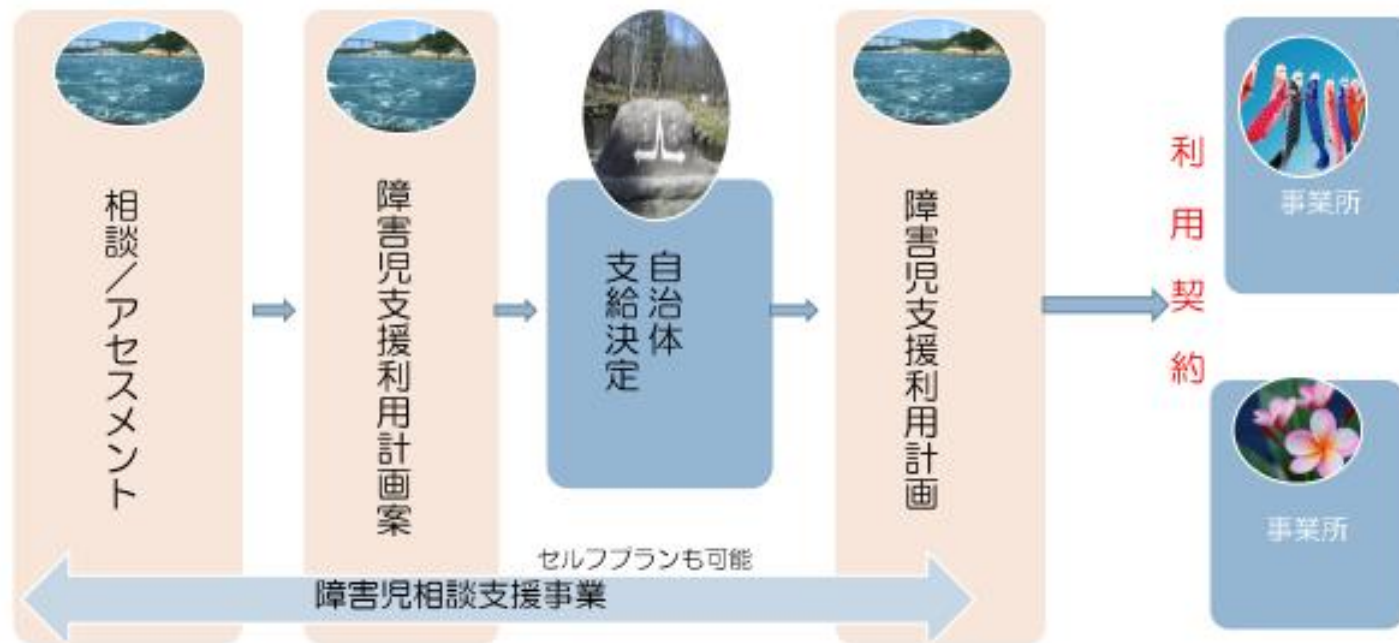 相談/アセスメント
障害児支援利用計画案
自治体
支給決定
障害児支援利用計画
利用契約
事業所
事業所
セルフプランも可能
障害児相談支援事業